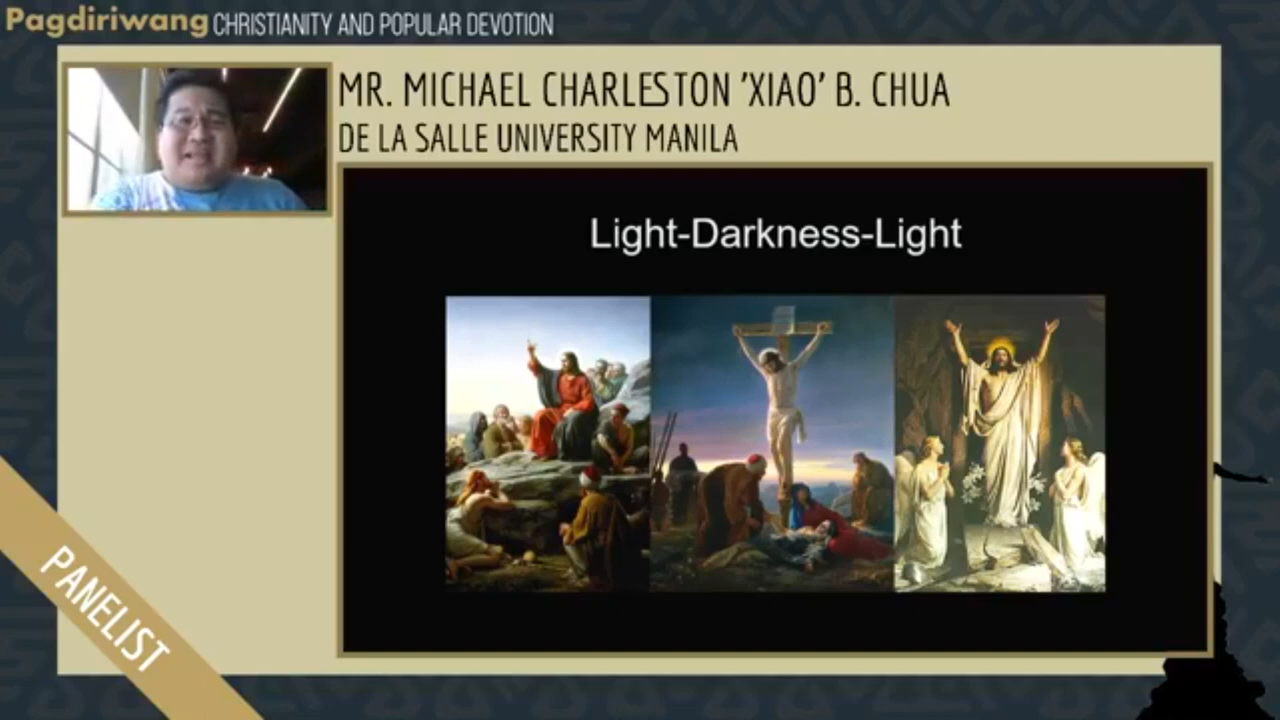 Pagdiriwang CHRISTIANITY AND POPULAR DEVOTION
MR. MICHAEL CHARLESTON 'XIAO' B. CHUA
DE LA SALLE UNIVERSITY MANILA
Light-Darkness-Light
PANELIST